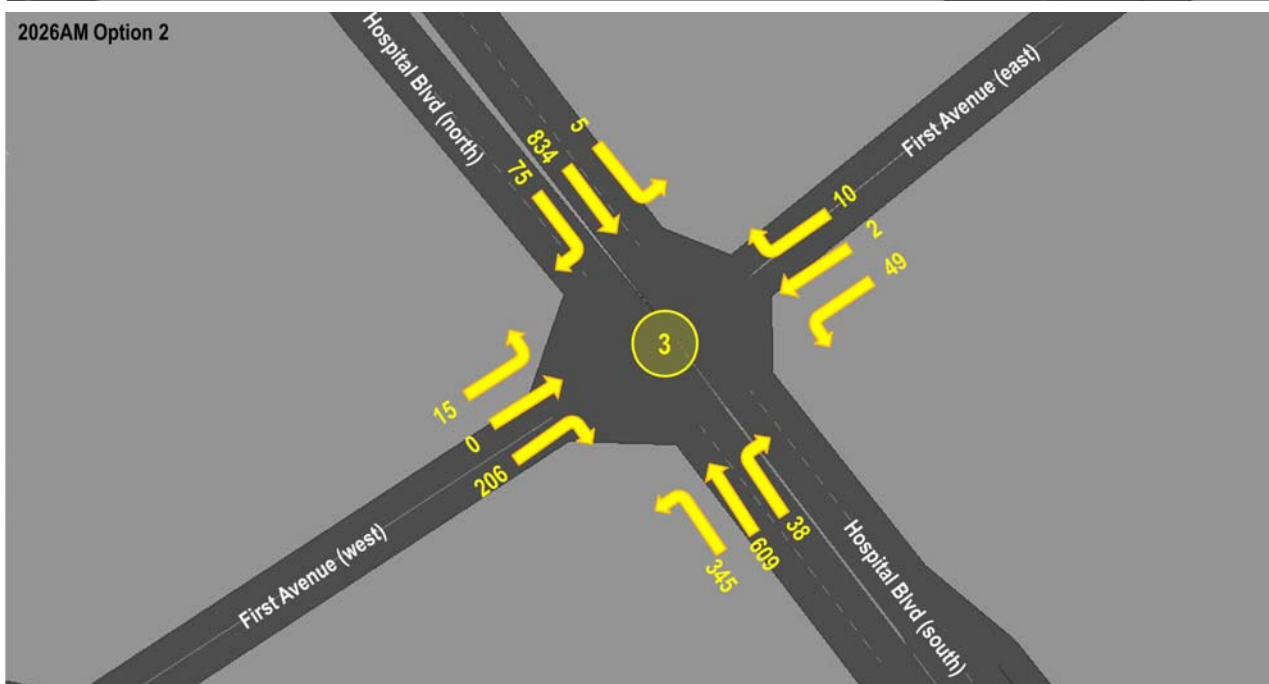 2026AM Option 2
Hospital Blvd (north)
First Avenue (east)
5
834
75
10
2
49
3
15
0
206
38
609
345
First Avenue (west)
Hospital Blvd (south)